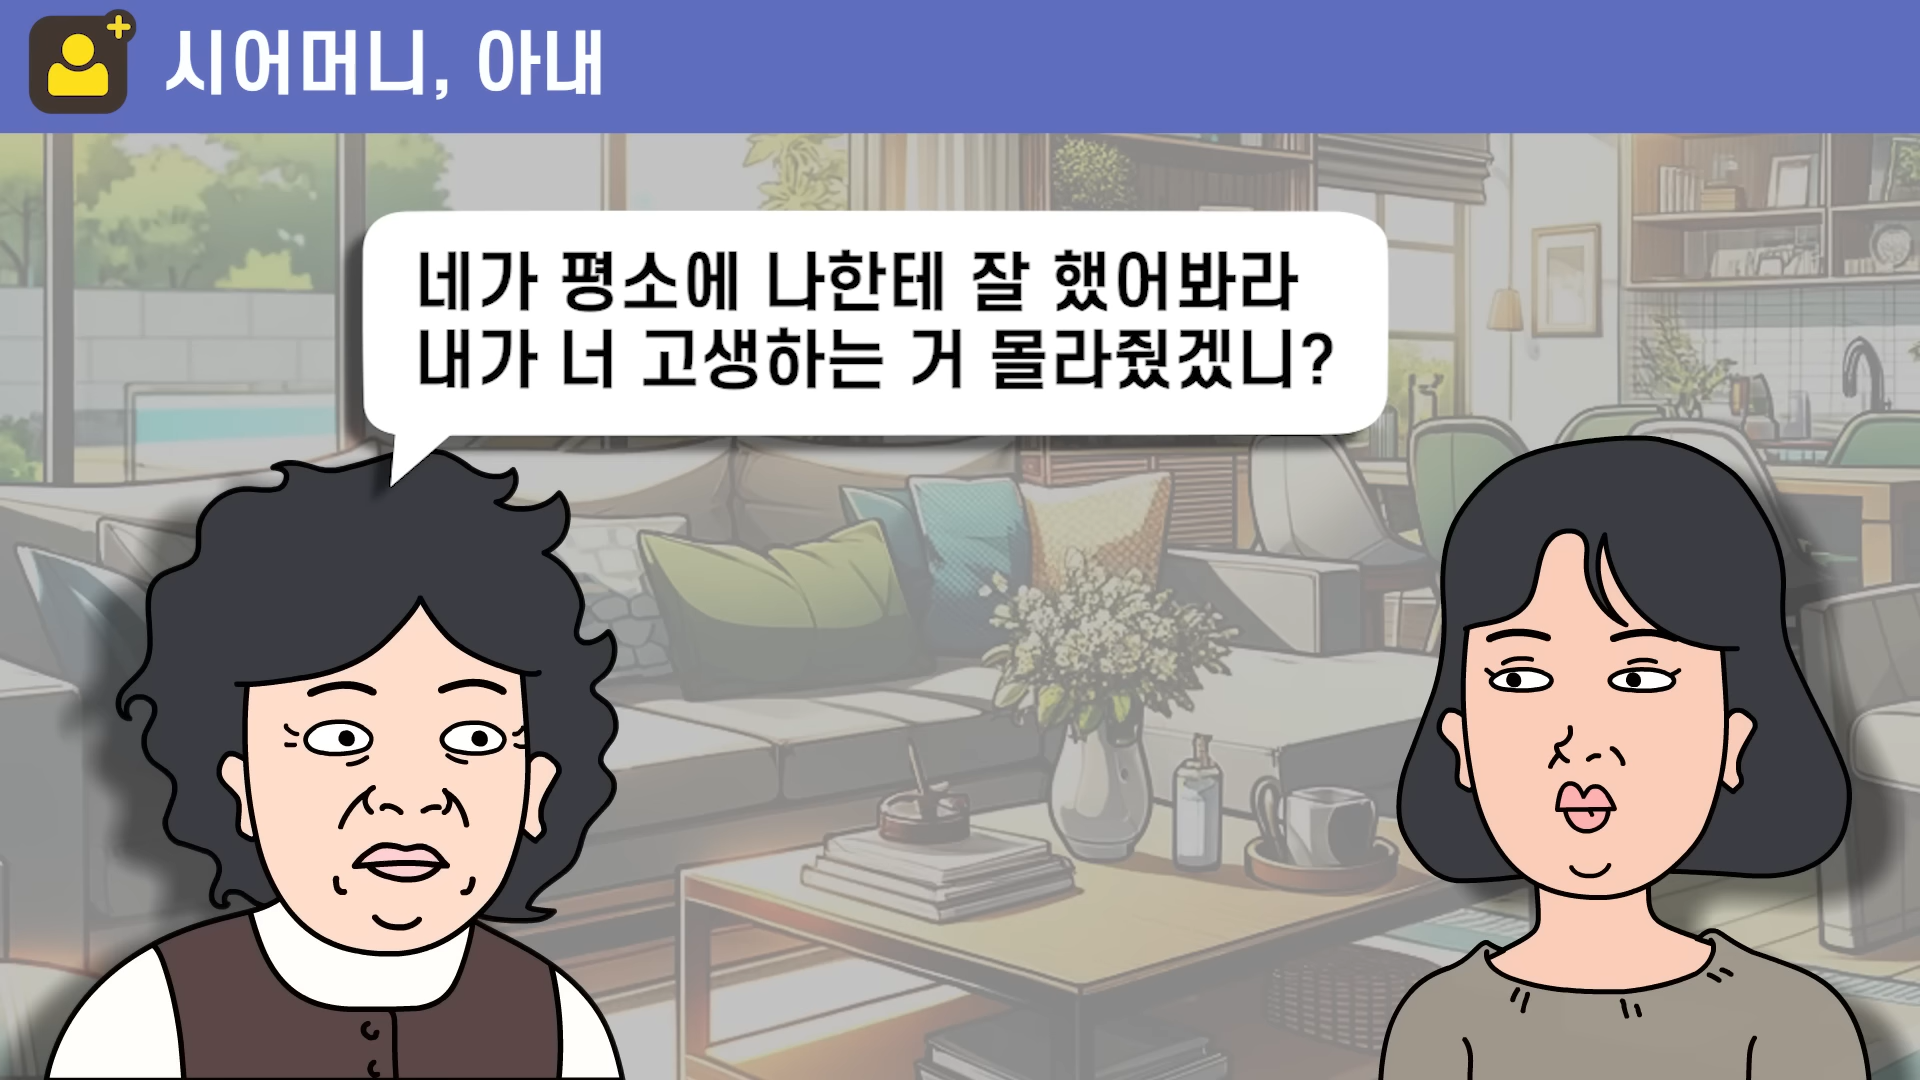 시어머니, 아내
네가 평소에 나한테 잘 했어봐라
내가 너 고생하는 거 몰라줬겠니?